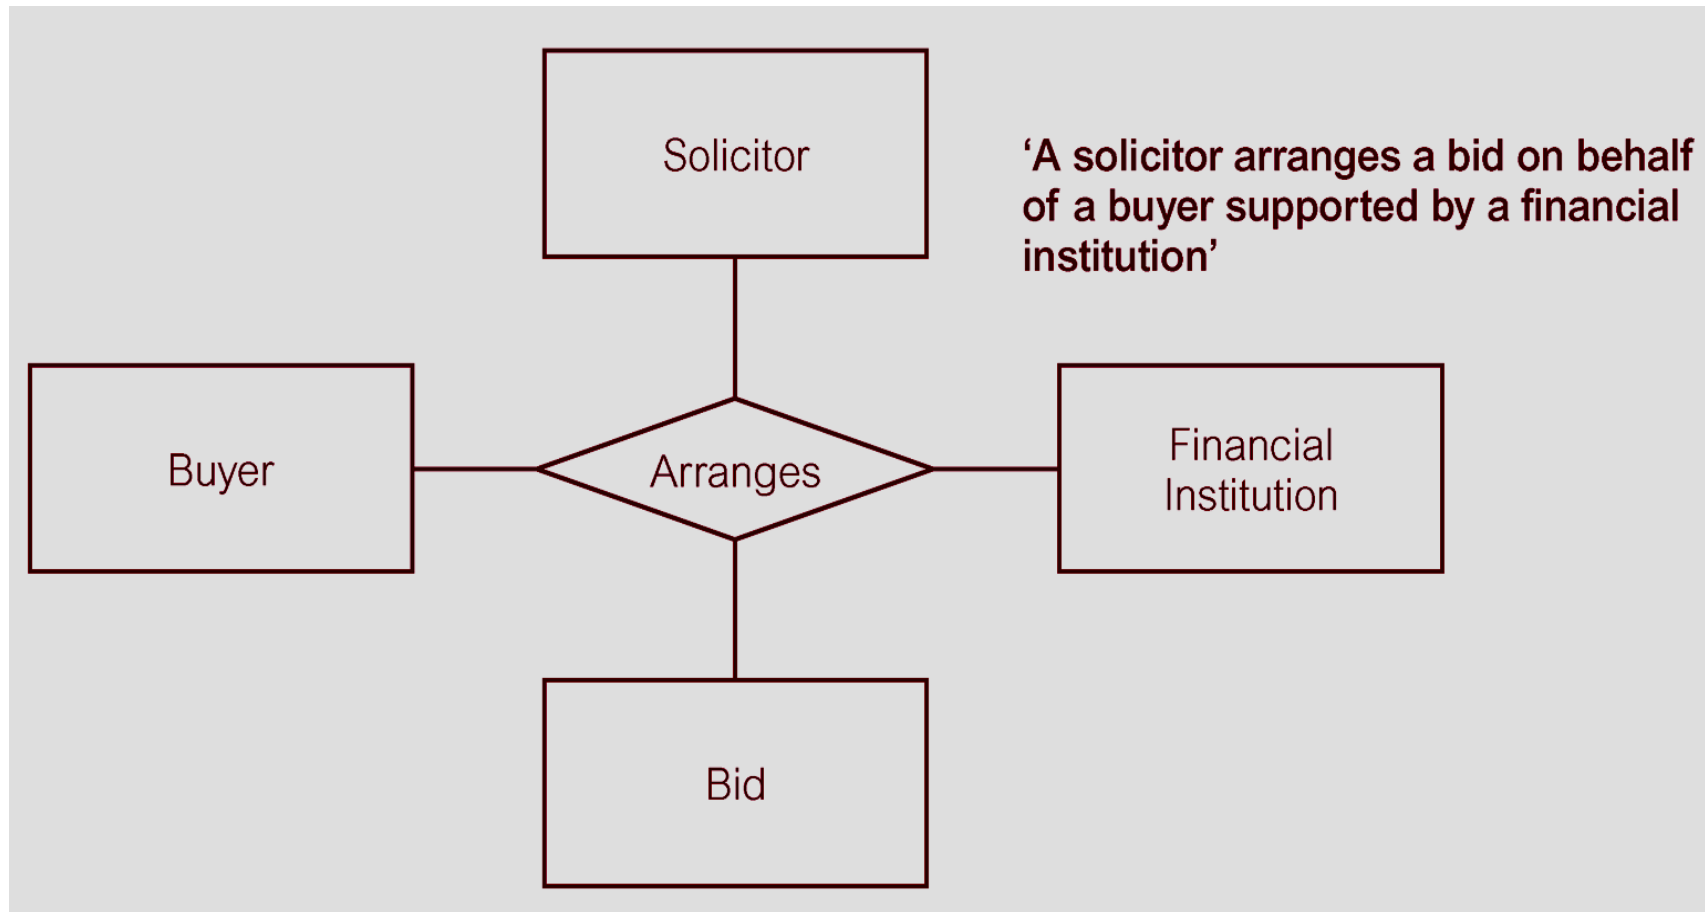 Solicitor
‘A solicitor arranges a bid on behalf
of a buyer supported by a financial
institution’
Buyer
Arranges
Financial
Institution
Bid